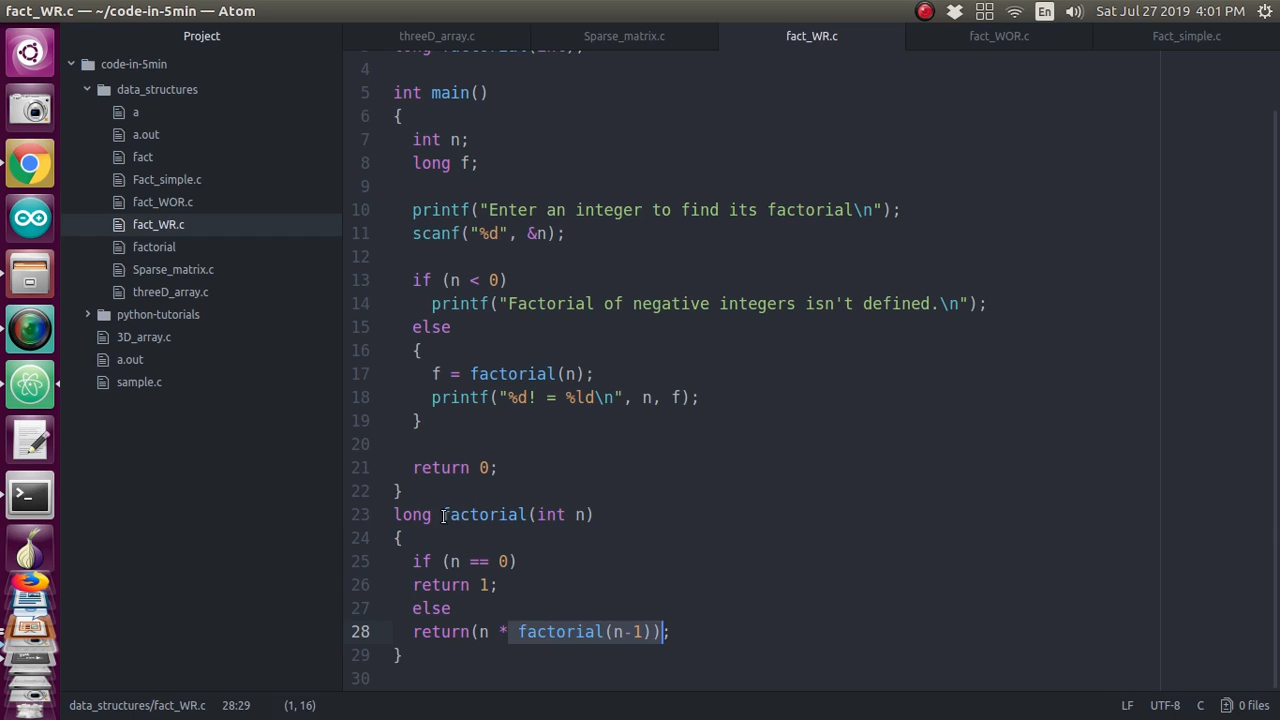 fact_WR.c — ~/code-in-5min — Atom
En
Sat Jul 27 2019 4:01 PM
Project
threeD_array.c
Sparse_matrix.c
fact_WR.c
fact_WOR.c
Fact_simple.c
code-in-5min
data_structures
a
a.out
fact
Fact_simple.c
fact_WOR.c
fact_WR.c
factorial
Sparse_matrix.c
threeD_array.c
python-tutorials
3D_array.c
a.out
sample.c
4
5 int main()
6 {
7 int n;
8 long f;
9
10 printf("Enter an integer to find its factorial\n");
11 scanf("%d", &n);
12
13 if (n < 0)
14 printf("Factorial of negative integers isn't defined.\n");
15 else
16 {
17 f = factorial(n);
18 printf("%d! = %ld\n", n, f);
19 }
20
21 return 0;
22 }
23 long factorial(int n)
24 {
25 if (n == 0)
26 return 1;
27 else
28 return(n * factorial(n-1));
29 }
30
data_structures/fact_WR.c 28:29 (1, 16)
LF UTF-8 C 0 files